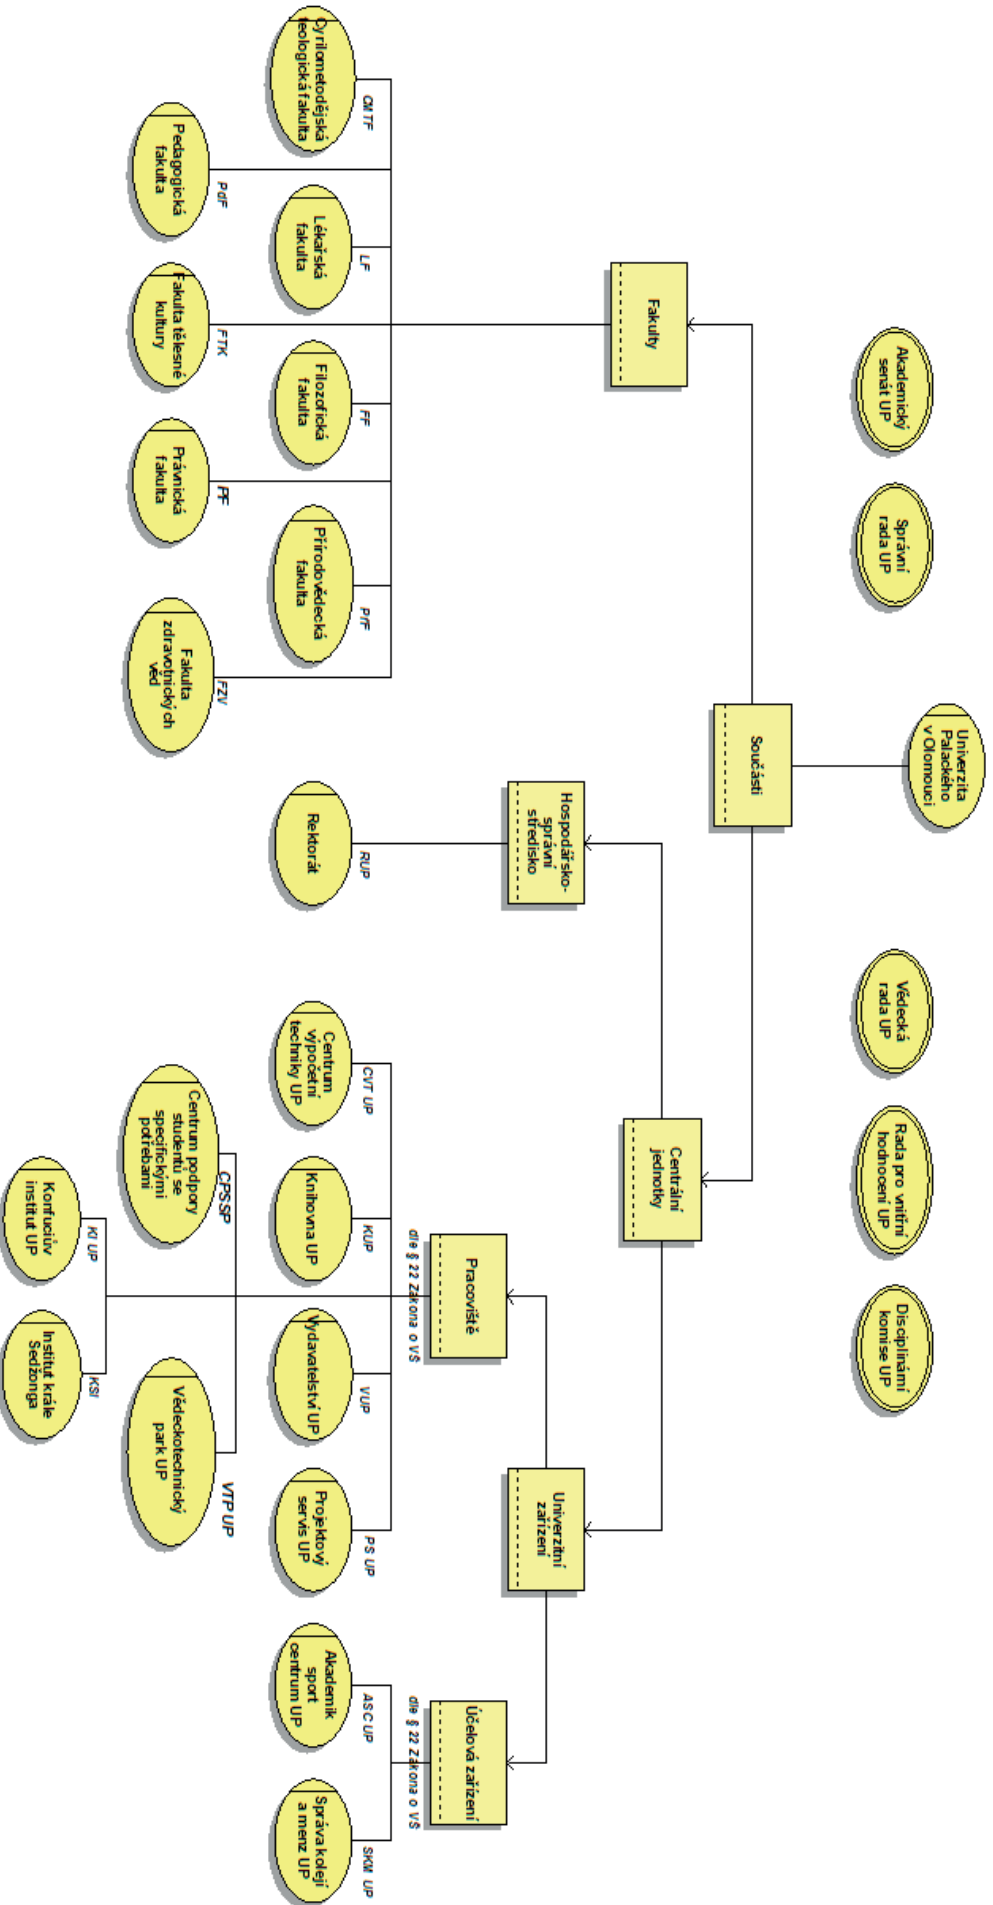 Univerzita
Palackého
v Olomouci
Akademický
senát UP
Správní
rada UP
Vědecká
rada UP
Rada pro vnitřní
hodnocení UP
Disciplinární
komise UP
Součásti
Fakulty
Centrální
jednotky
Hospodářsko-
správní
středisko
Univerzitní
zařízení
Pracoviště
dle § 22 Zákona o VŠ
Účelová zařízení
dle § 22 Zákona o VŠ
CMTF
Cyrilometodějská
teologická fakulta
LF
Lékařská
fakulta
FF
Filozofická
fakulta
PřF
Přírodovědecká
fakulta
PdF
Pedagogická
fakulta
FTK
Fakulta tělesné
kultury
PF
Právnická
fakulta
FZV
Fakulta
zdravotnických
věd
RUP
Rektorát
CVT UP
Centrum
výpočetní
techniky UP
KUP
Knihovna UP
VUP
Vydavatelství UP
PS UP
Projektový
servis UP
ASC UP
Akademik
sport
centrum UP
SKM UP
Správa kolejí
a menz UP
CPSSP
Centrum podpory
studentů se
specifickými
potřebami
VTP UP
Vědeckotechnický
park UP
KI UP
Konfuciův
institut UP
KSI
Institut krále
Sedžonga